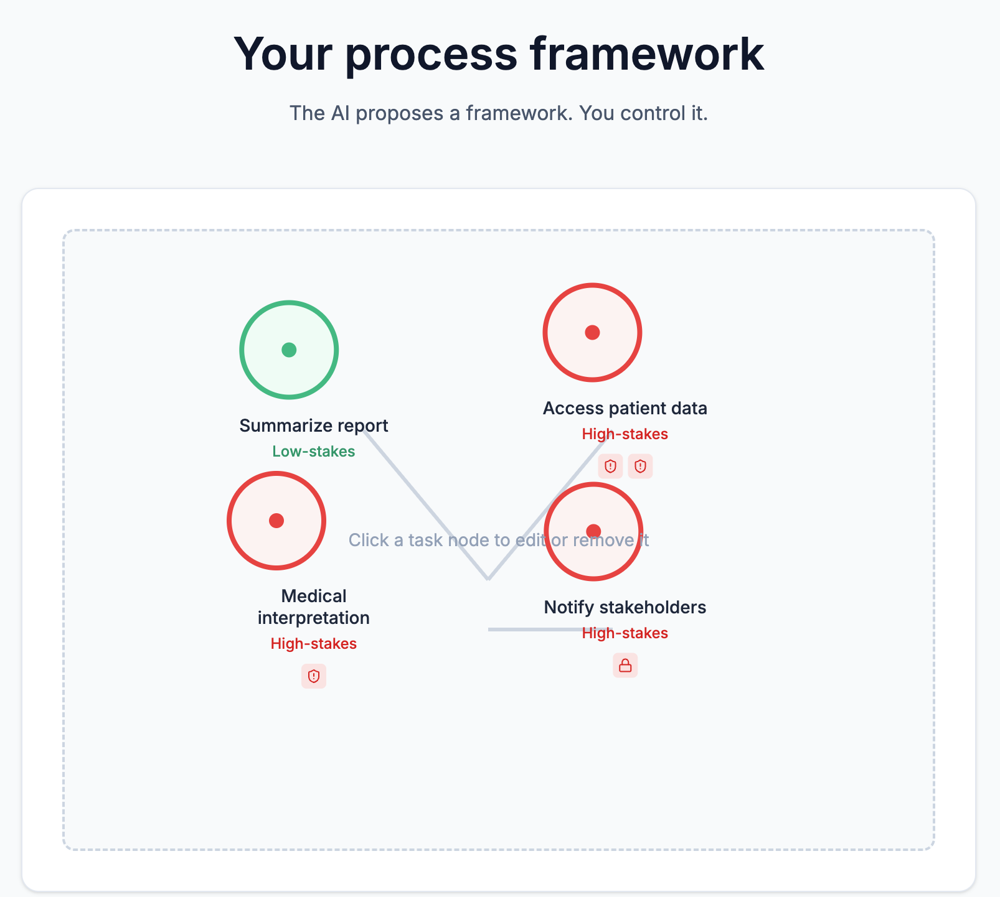 Your process framework
The AI proposes a framework. You control it.
Summarize report
Low-stakes
Access patient data
High-stakes
Click a task node to edit or remove it
Medical
interpretation
High-stakes
Notify stakeholders
High-stakes